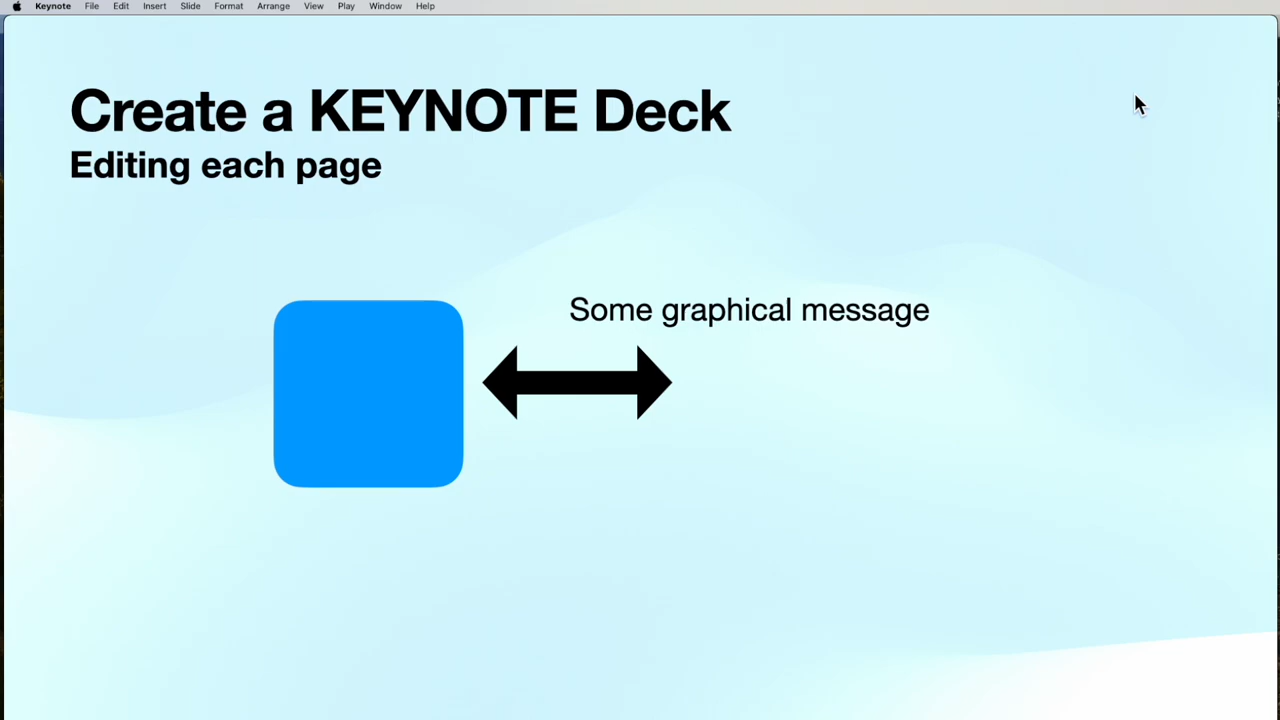 Keynote File Edit Insert Slide Format Arrange View Play Window Help
Create a KEYNOTE Deck
Editing each page
Some graphical message